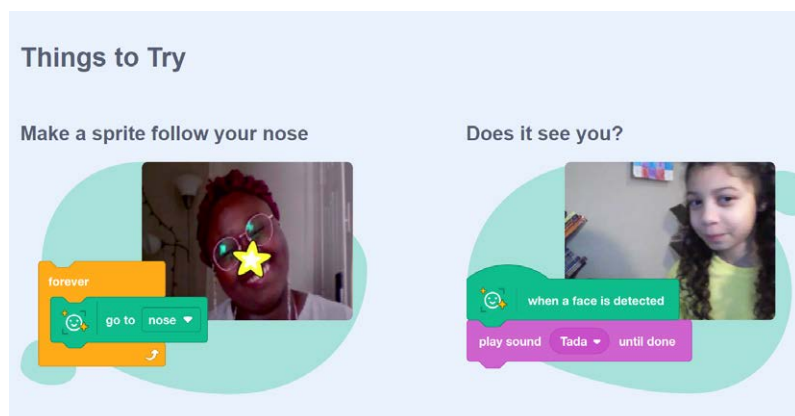 Things to Try
Make a sprite follow your nose
Does it see you?
forever
go to nose
when a face is detected
play sound Tada until done